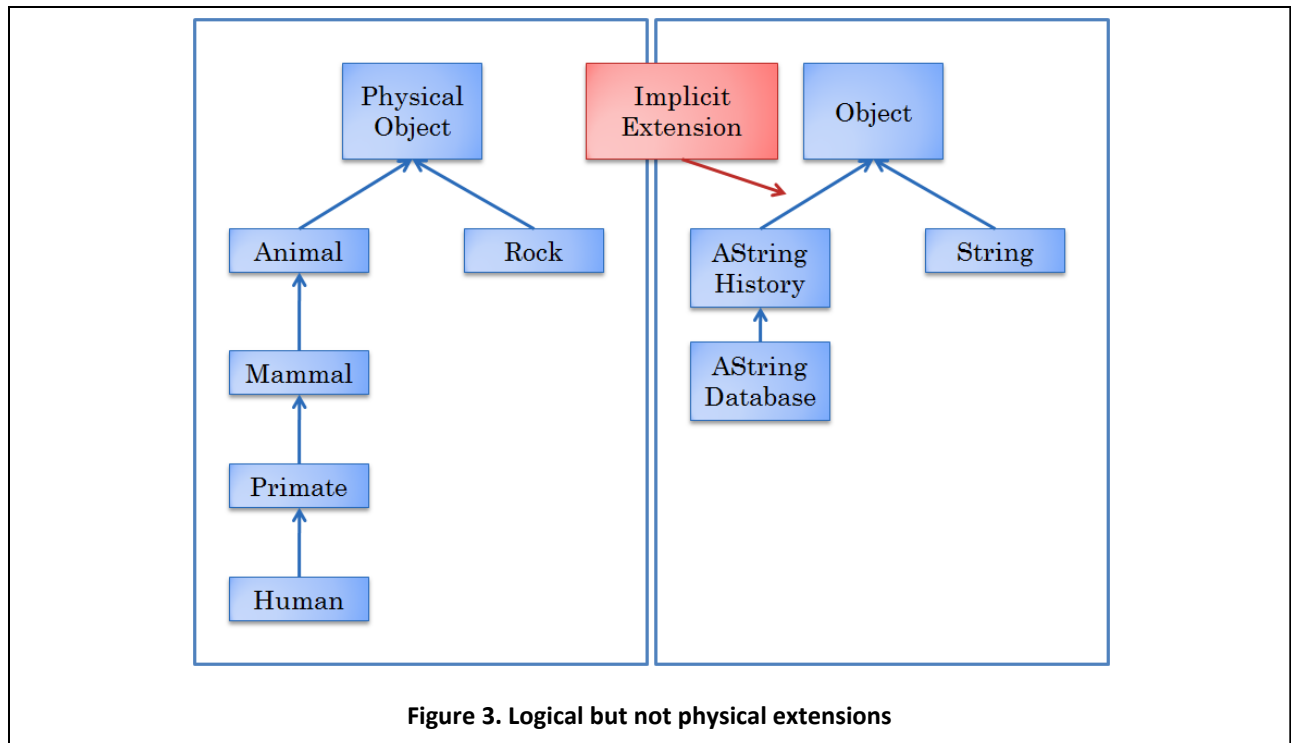 Physical
Object
Implicit
Extension
Object
Animal
Rock
AString
History
String
Mammal
AString
Database
Primate
Human
Figure 3. Logical but not physical extensions